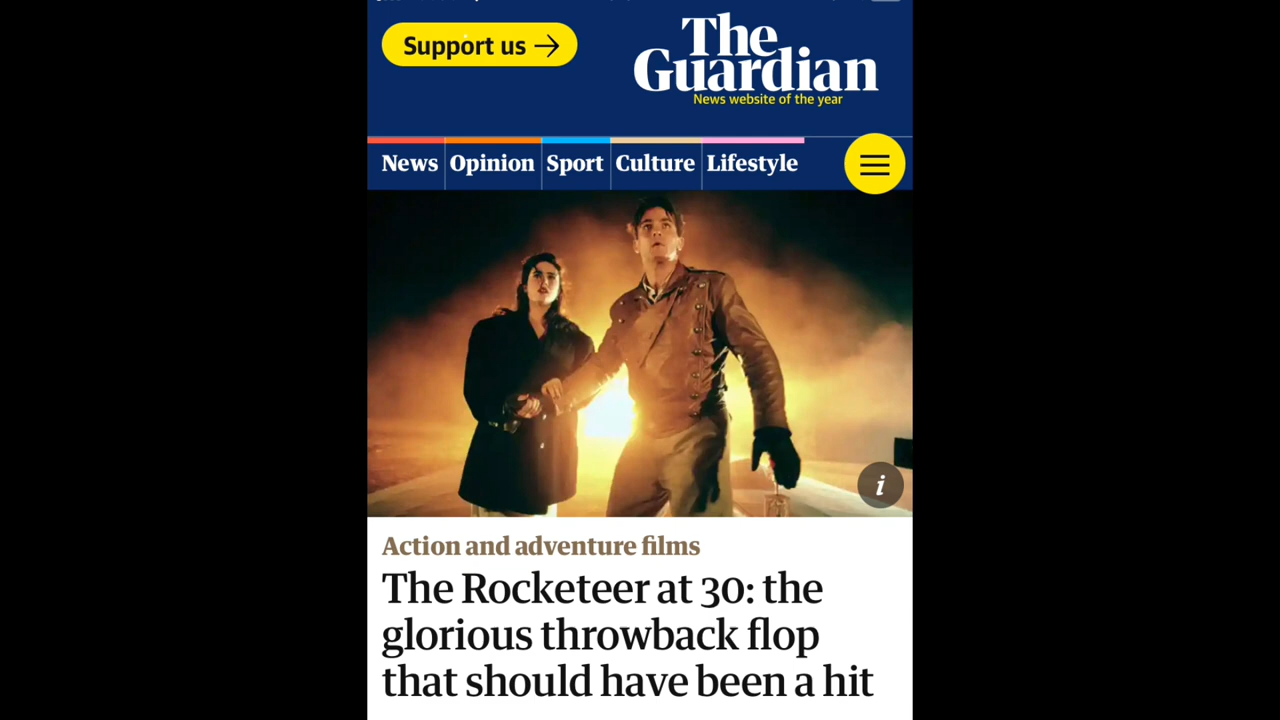 Support us →
The
Guardian
News website of the year
News
Opinion
Sport
Culture
Lifestyle
i
Action and adventure films
The Rocketeer at 30: the
glorious throwback flop
that should have been a hit